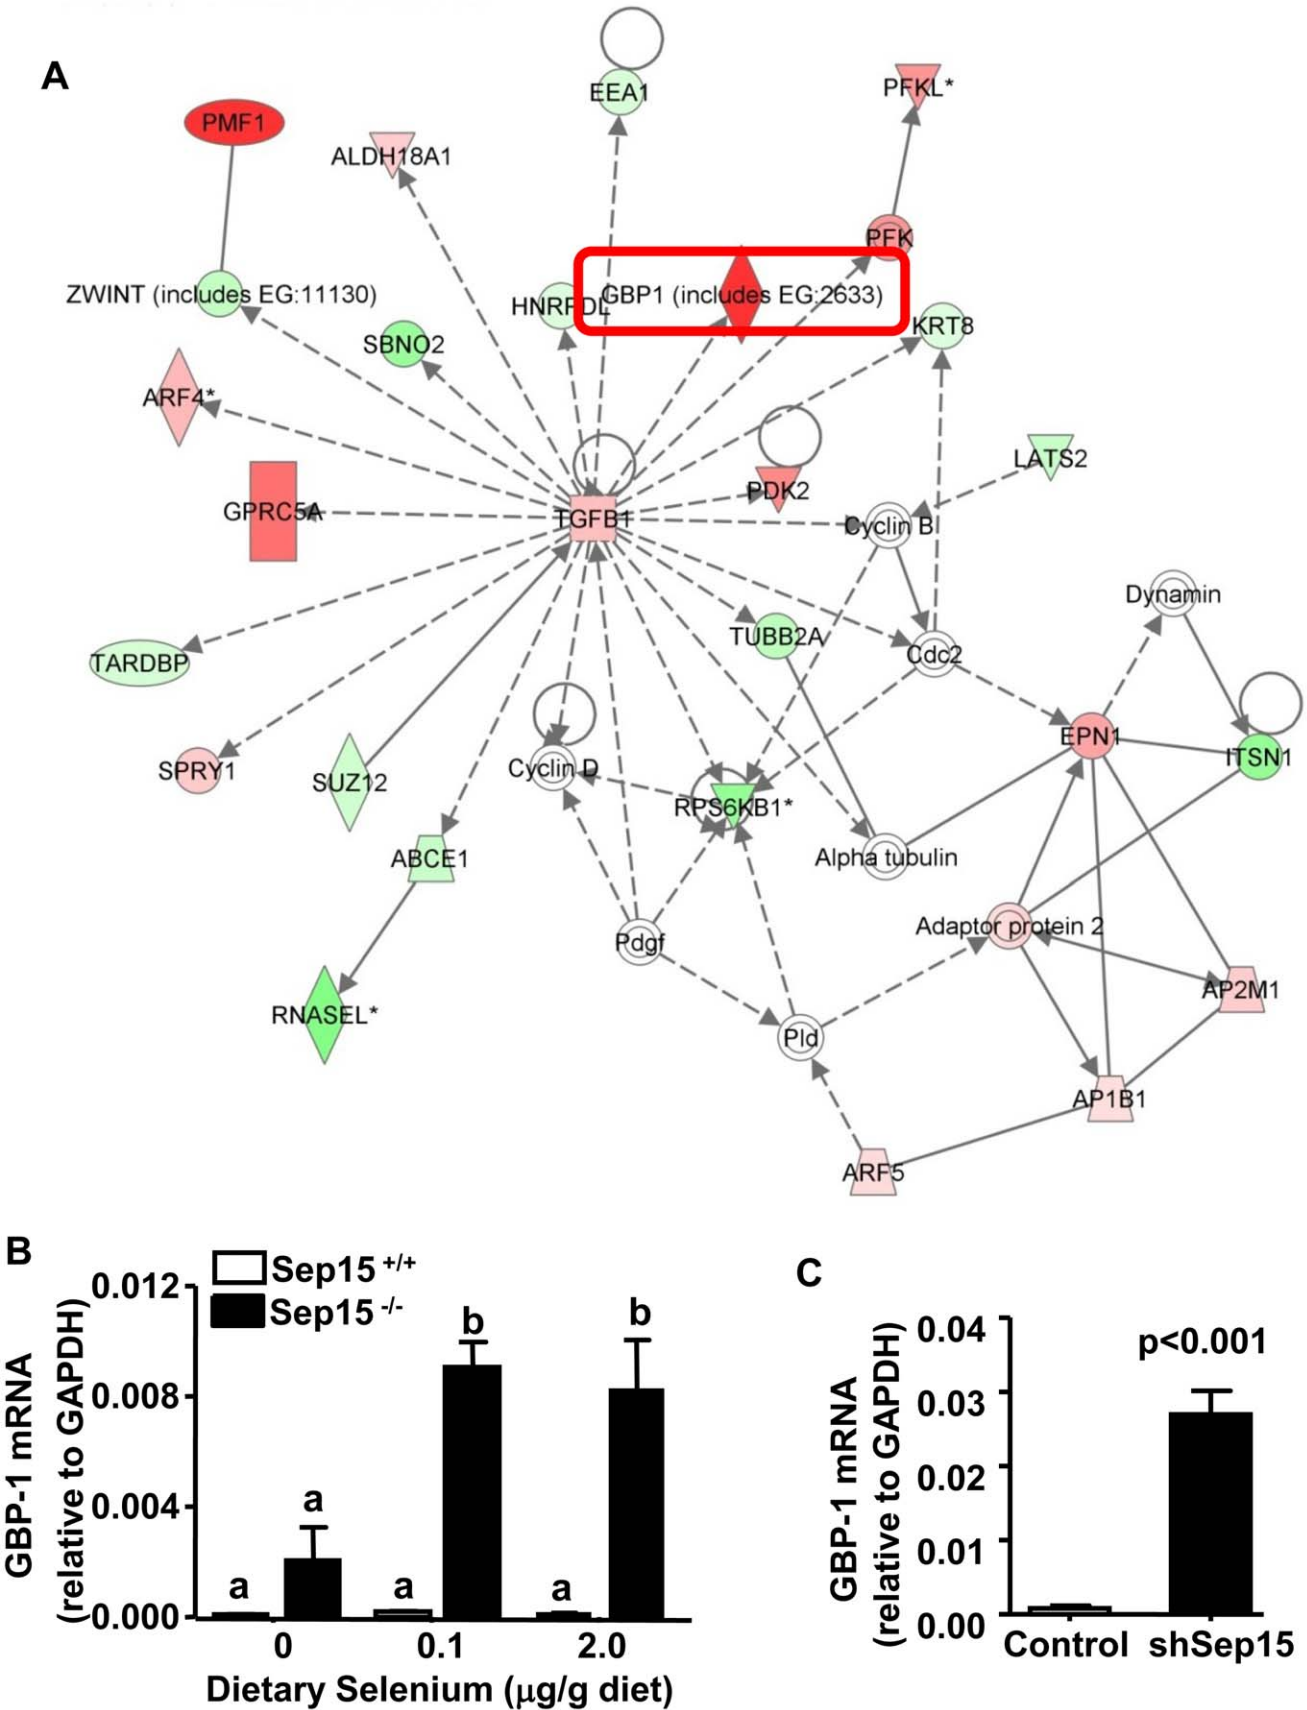 A
EEA1
PFKL*
PMF1
ALDH18A1
PFK
ZWINT (includes EG:11130)
HNRPDL
GBP1 (includes EG:2633)
KRT8
SBNO2
ARF4*
LATS2
PDK2
GPRC5A
TGFB1
Cyclin B
Dynamin
TUBB2A
Cdc2
TARDBP
EPN1
ITSN1
SPRY1
SUZ12
Cyclin D
RPS6KB1*
ABCE1
Alpha tubulin
Adaptor protein 2
Pdgf
AP2M1
RNASEL*
Pld
AP1B1
ARF5
B
Sep15 +/+
Sep15 -/-
GBP-1 mRNA
(relative to GAPDH)
0.012
0.008
0.004
0.000
a
a
a
b
a
b
0
0.1
2.0
Dietary Selenium (µg/g diet)
C
GBP-1 mRNA
(relative to GAPDH)
0.04
0.03
0.02
0.01
0.00
p<0.001
Control
shSep15